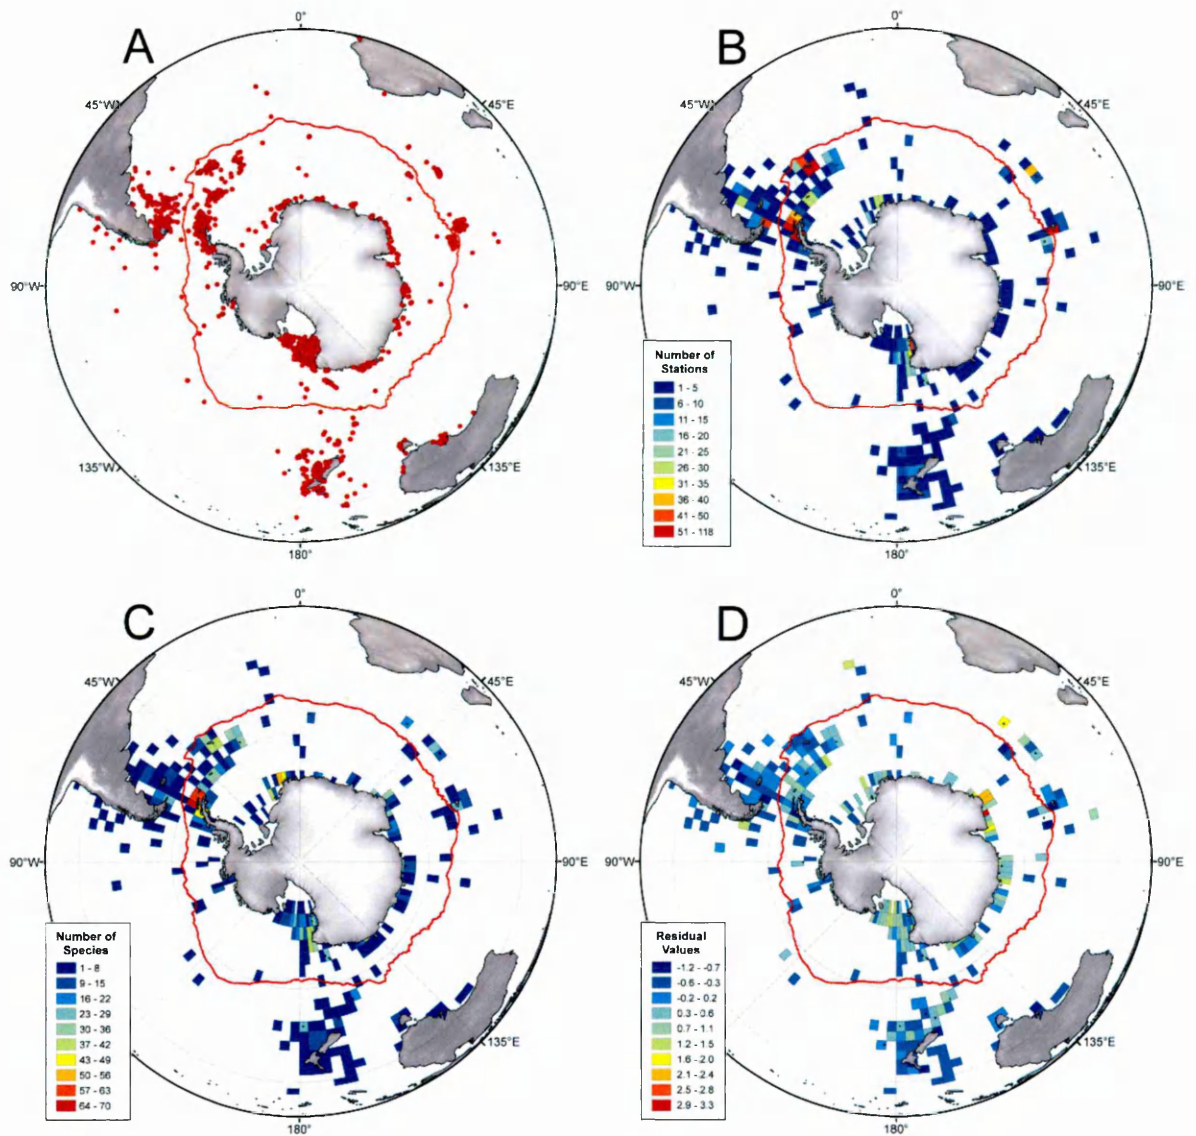 A
0°
45°W
45°E
90°W
90°E
135°W
135°E
180°
B
0°
45°W
45°E
90°W
90°E
135°E
180°
Number of
Stations
1 - 5
6 - 10
11 - 15
16 - 20
21 - 25
26 - 30
31 - 35
36 - 40
41 - 50
51 - 118
C
0°
45°W
45°E
90°W
90°E
135°E
180°
Number of
Species
1 - 8
9 - 15
16 - 22
23 - 29
30 - 36
37 - 42
43 - 49
50 - 56
57 - 63
64 - 70
D
0°
45°W
45°E
90°W
90°E
135°E
180°
Residual
Values
-1.2 - -0.7
-0.6 - -0.3
-0.2 - 0.2
0.3 - 0.6
0.7 - 1.1
1.2 - 1.5
1.6 - 2.0
2.1 - 2.4
2.5 - 2.8
2.9 - 3.3